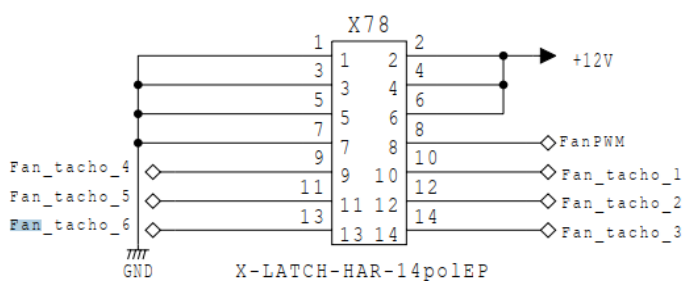 X78
1 1 2 2
+12V
3 3 4 4
5 5 6 6
7 7 8 8 FanPWM
Fan_tacho_4 9 9 10 10 Fan_tacho_1
Fan_tacho_5 11 11 12 12 Fan_tacho_2
Fan_tacho_6 13 13 14 14 Fan_tacho_3
GND X-LATCH-HAR-14polEP